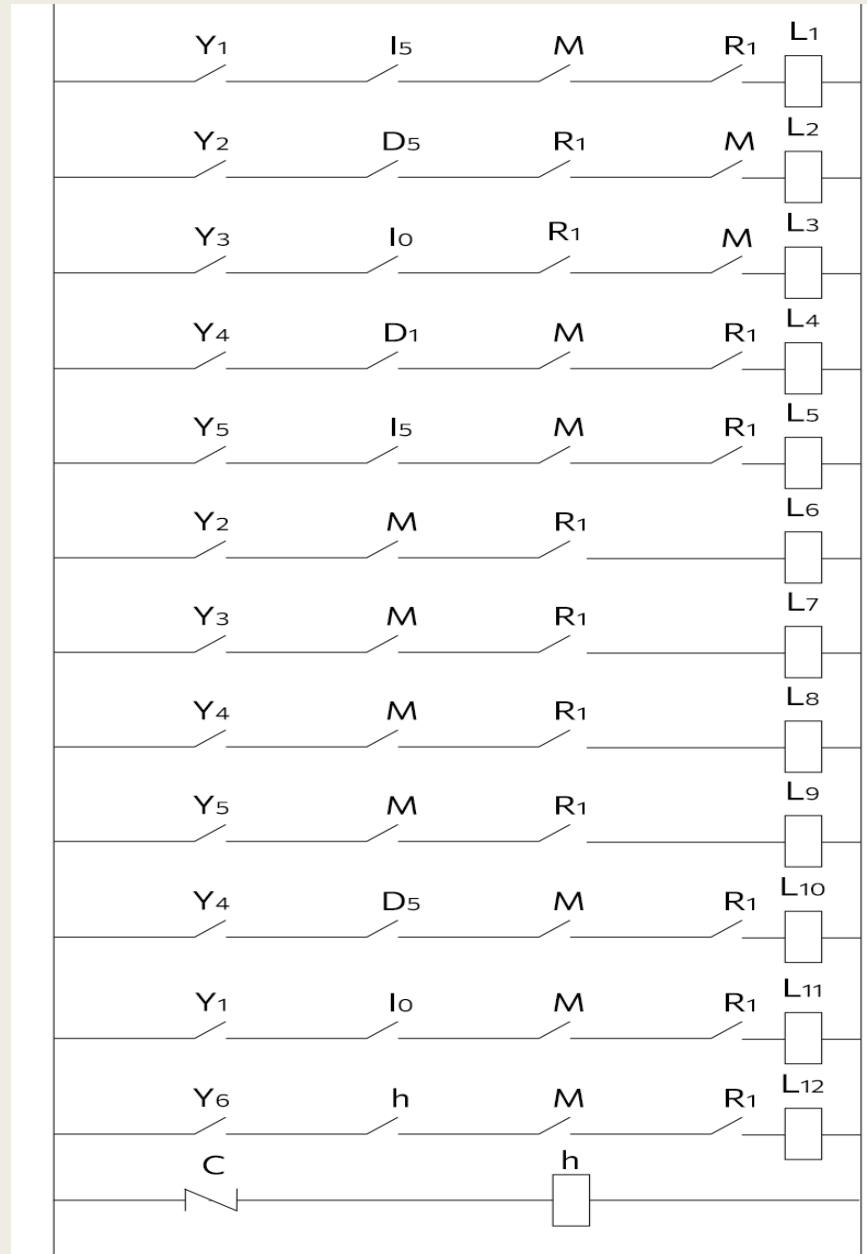 Y1 I5 M R1 L1
Y2 D5 R1 M L2
Y3 I0 R1 M L3
Y4 D1 M R1 L4
Y5 I5 M R1 L5
Y2 M R1 L6
Y3 M R1 L7
Y4 M R1 L8
Y5 M R1 L9
Y4 D5 M R1 L10
Y1 I0 M R1 L11
Y6 h M R1 L12
C h